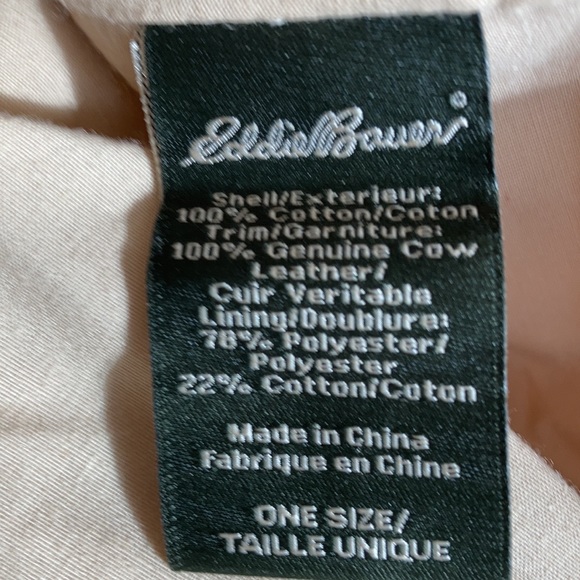 Eddie Bauer®
Shell/Exterieur:
100% Cotton/Coton
Trim/Garniture:
100% Genuine Cow
Leather/
Cuir Veritable
Lining/Doublure:
78% Polyester/
Polyester
22% Cotton/Coton
Made in China
Fabrique en Chine
ONE SIZE/
TAILLE UNIQUE